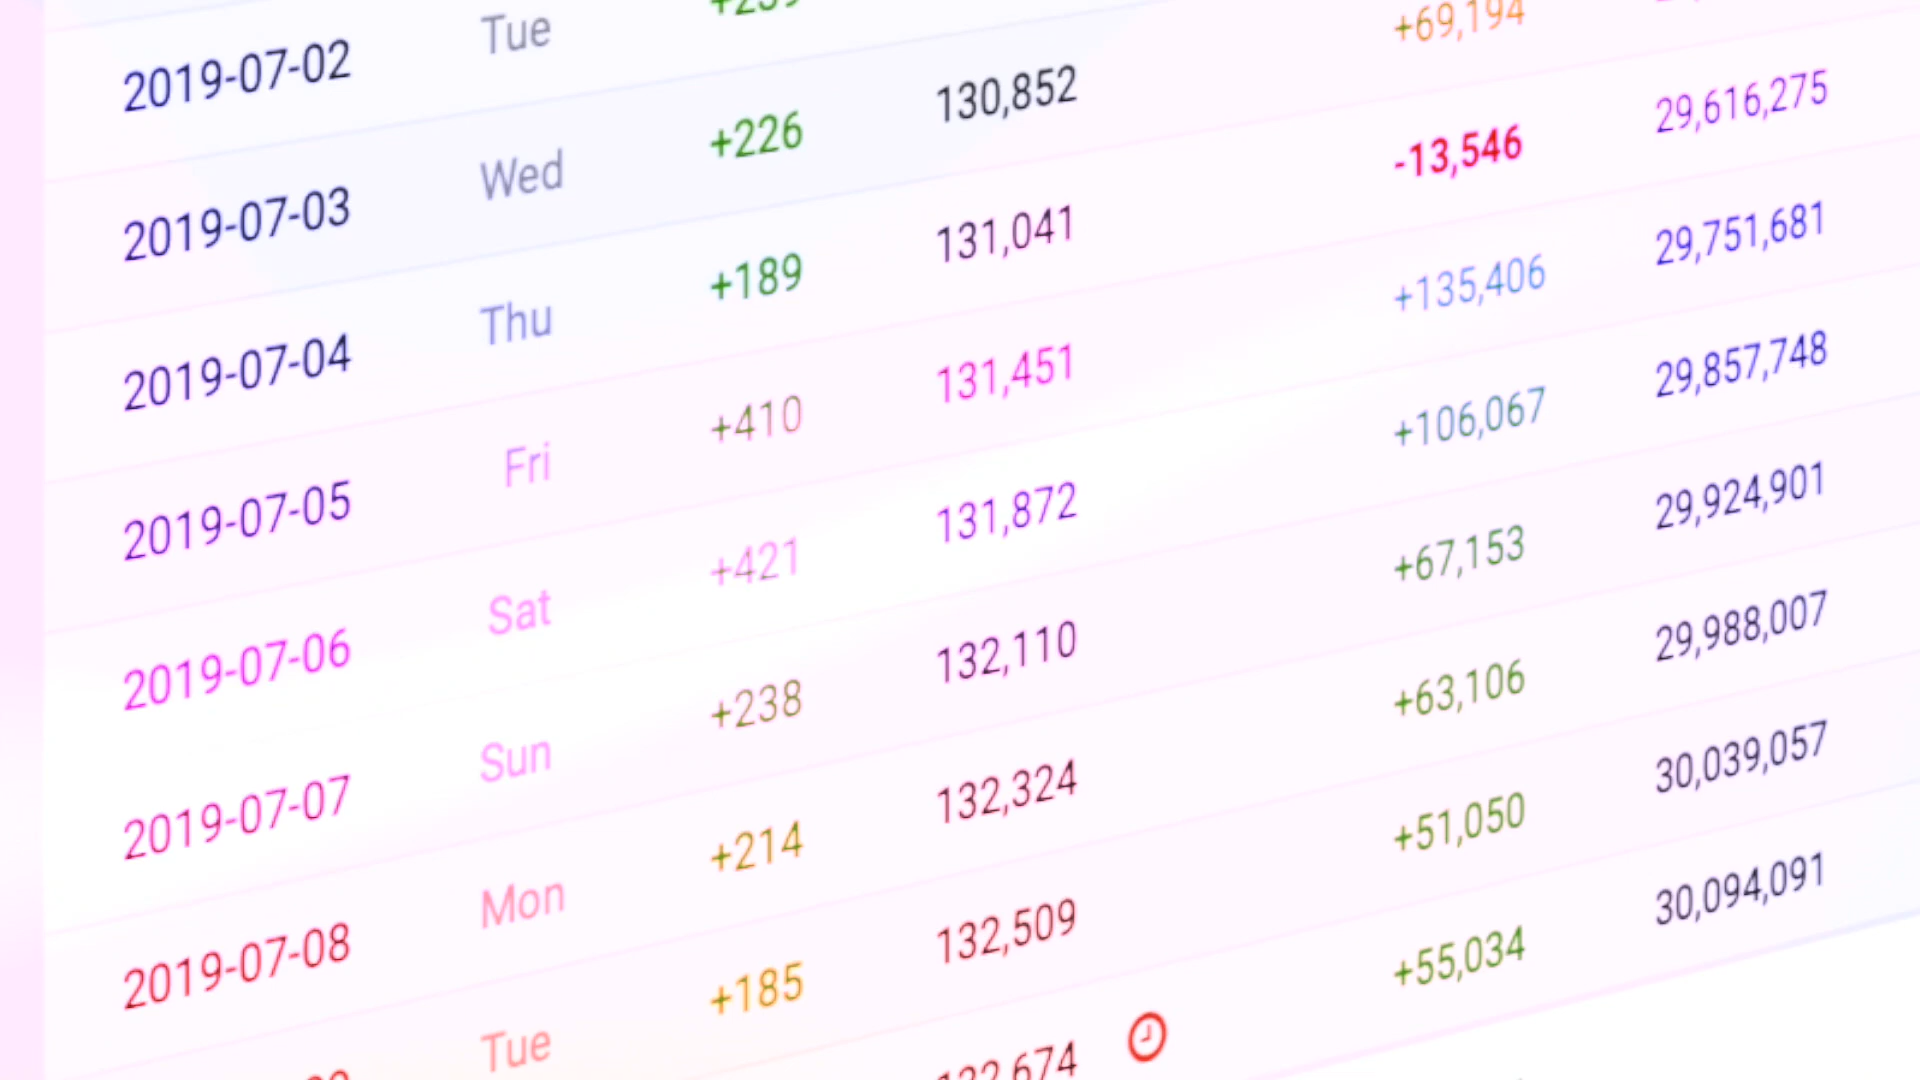 2019-07-02 Tue +239
2019-07-03 Wed +226 130,852 +69,194
2019-07-04 Thu +189 131,041 -13,546 29,616,275
2019-07-05 Fri +410 131,451 +135,406 29,751,681
2019-07-06 Sat +421 131,872 +106,067 29,857,748
2019-07-07 Sun +238 132,110 +67,153 29,924,901
2019-07-08 Mon +214 132,324 +63,106 29,988,007
Tue +185 132,509 +51,050 30,039,057
132,674 +55,034 30,094,091